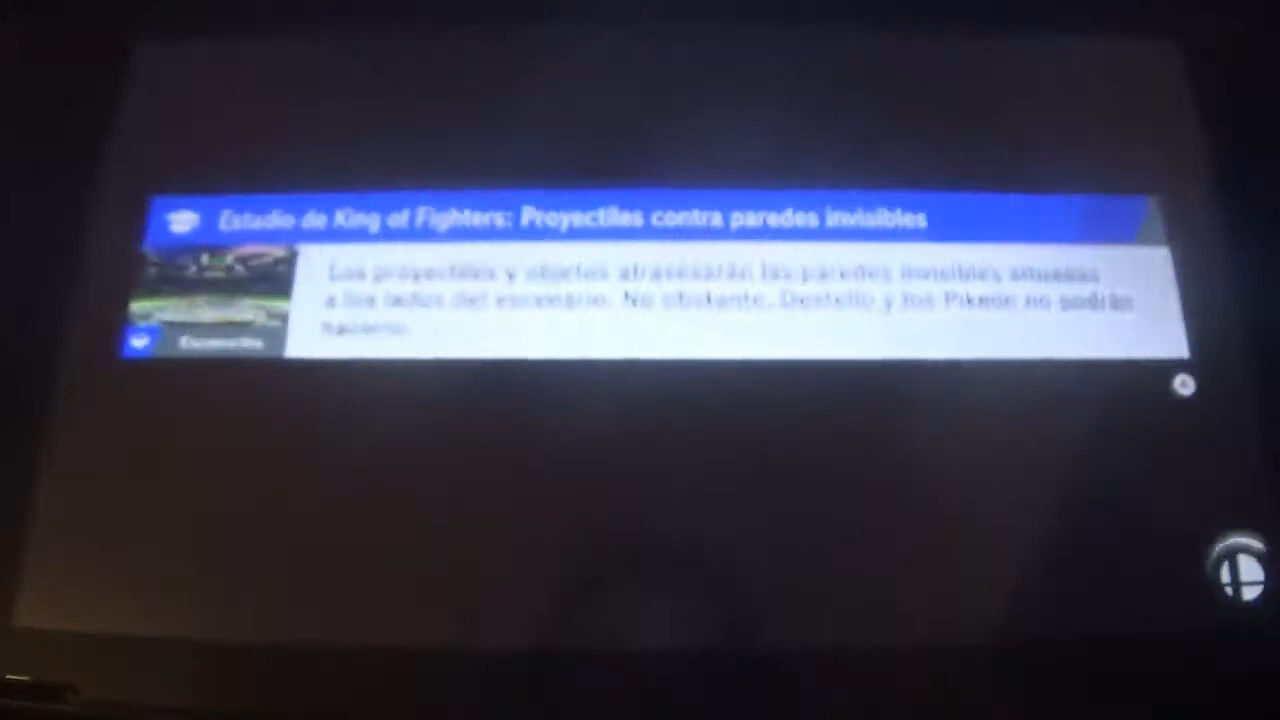 Estadio de King of Fighters: Proyectiles contra paredes invisibles
Los proyectiles y objetos atravesarán las paredes invisibles situadas
a los lados del escenario. No obstante, Destello y los Pikmin no podrán
hacerlo.
Escenarios